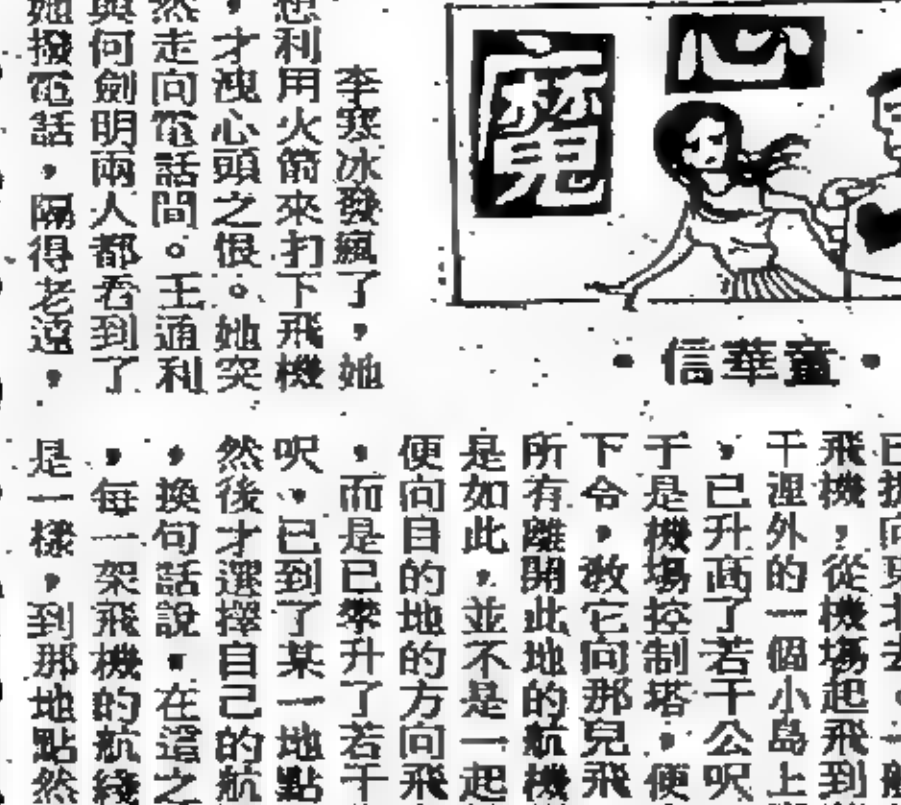 心魔
•童華信•
李寒冰發瘋了，她
想利用火箭來打下飛機
，才洩心頭之恨。她突
然走向電話間。王通利
與何劍明兩人都看到了
她撥電話，隔得老遠，
飛機，從機場起飛到
千浬外的一個小島上
，已升高了若干公呎
于是機場控制塔，便
下令，教它向那兒飛
所有離開此地的航機
是如此，並不是一起
便向自的地的方向飛
，而是已攀升了若千
呎，已到了某一地點
然後才選擇自己的航
，換句話說，在這之
，每一架飛機的航綫
是一樣，到那地點然